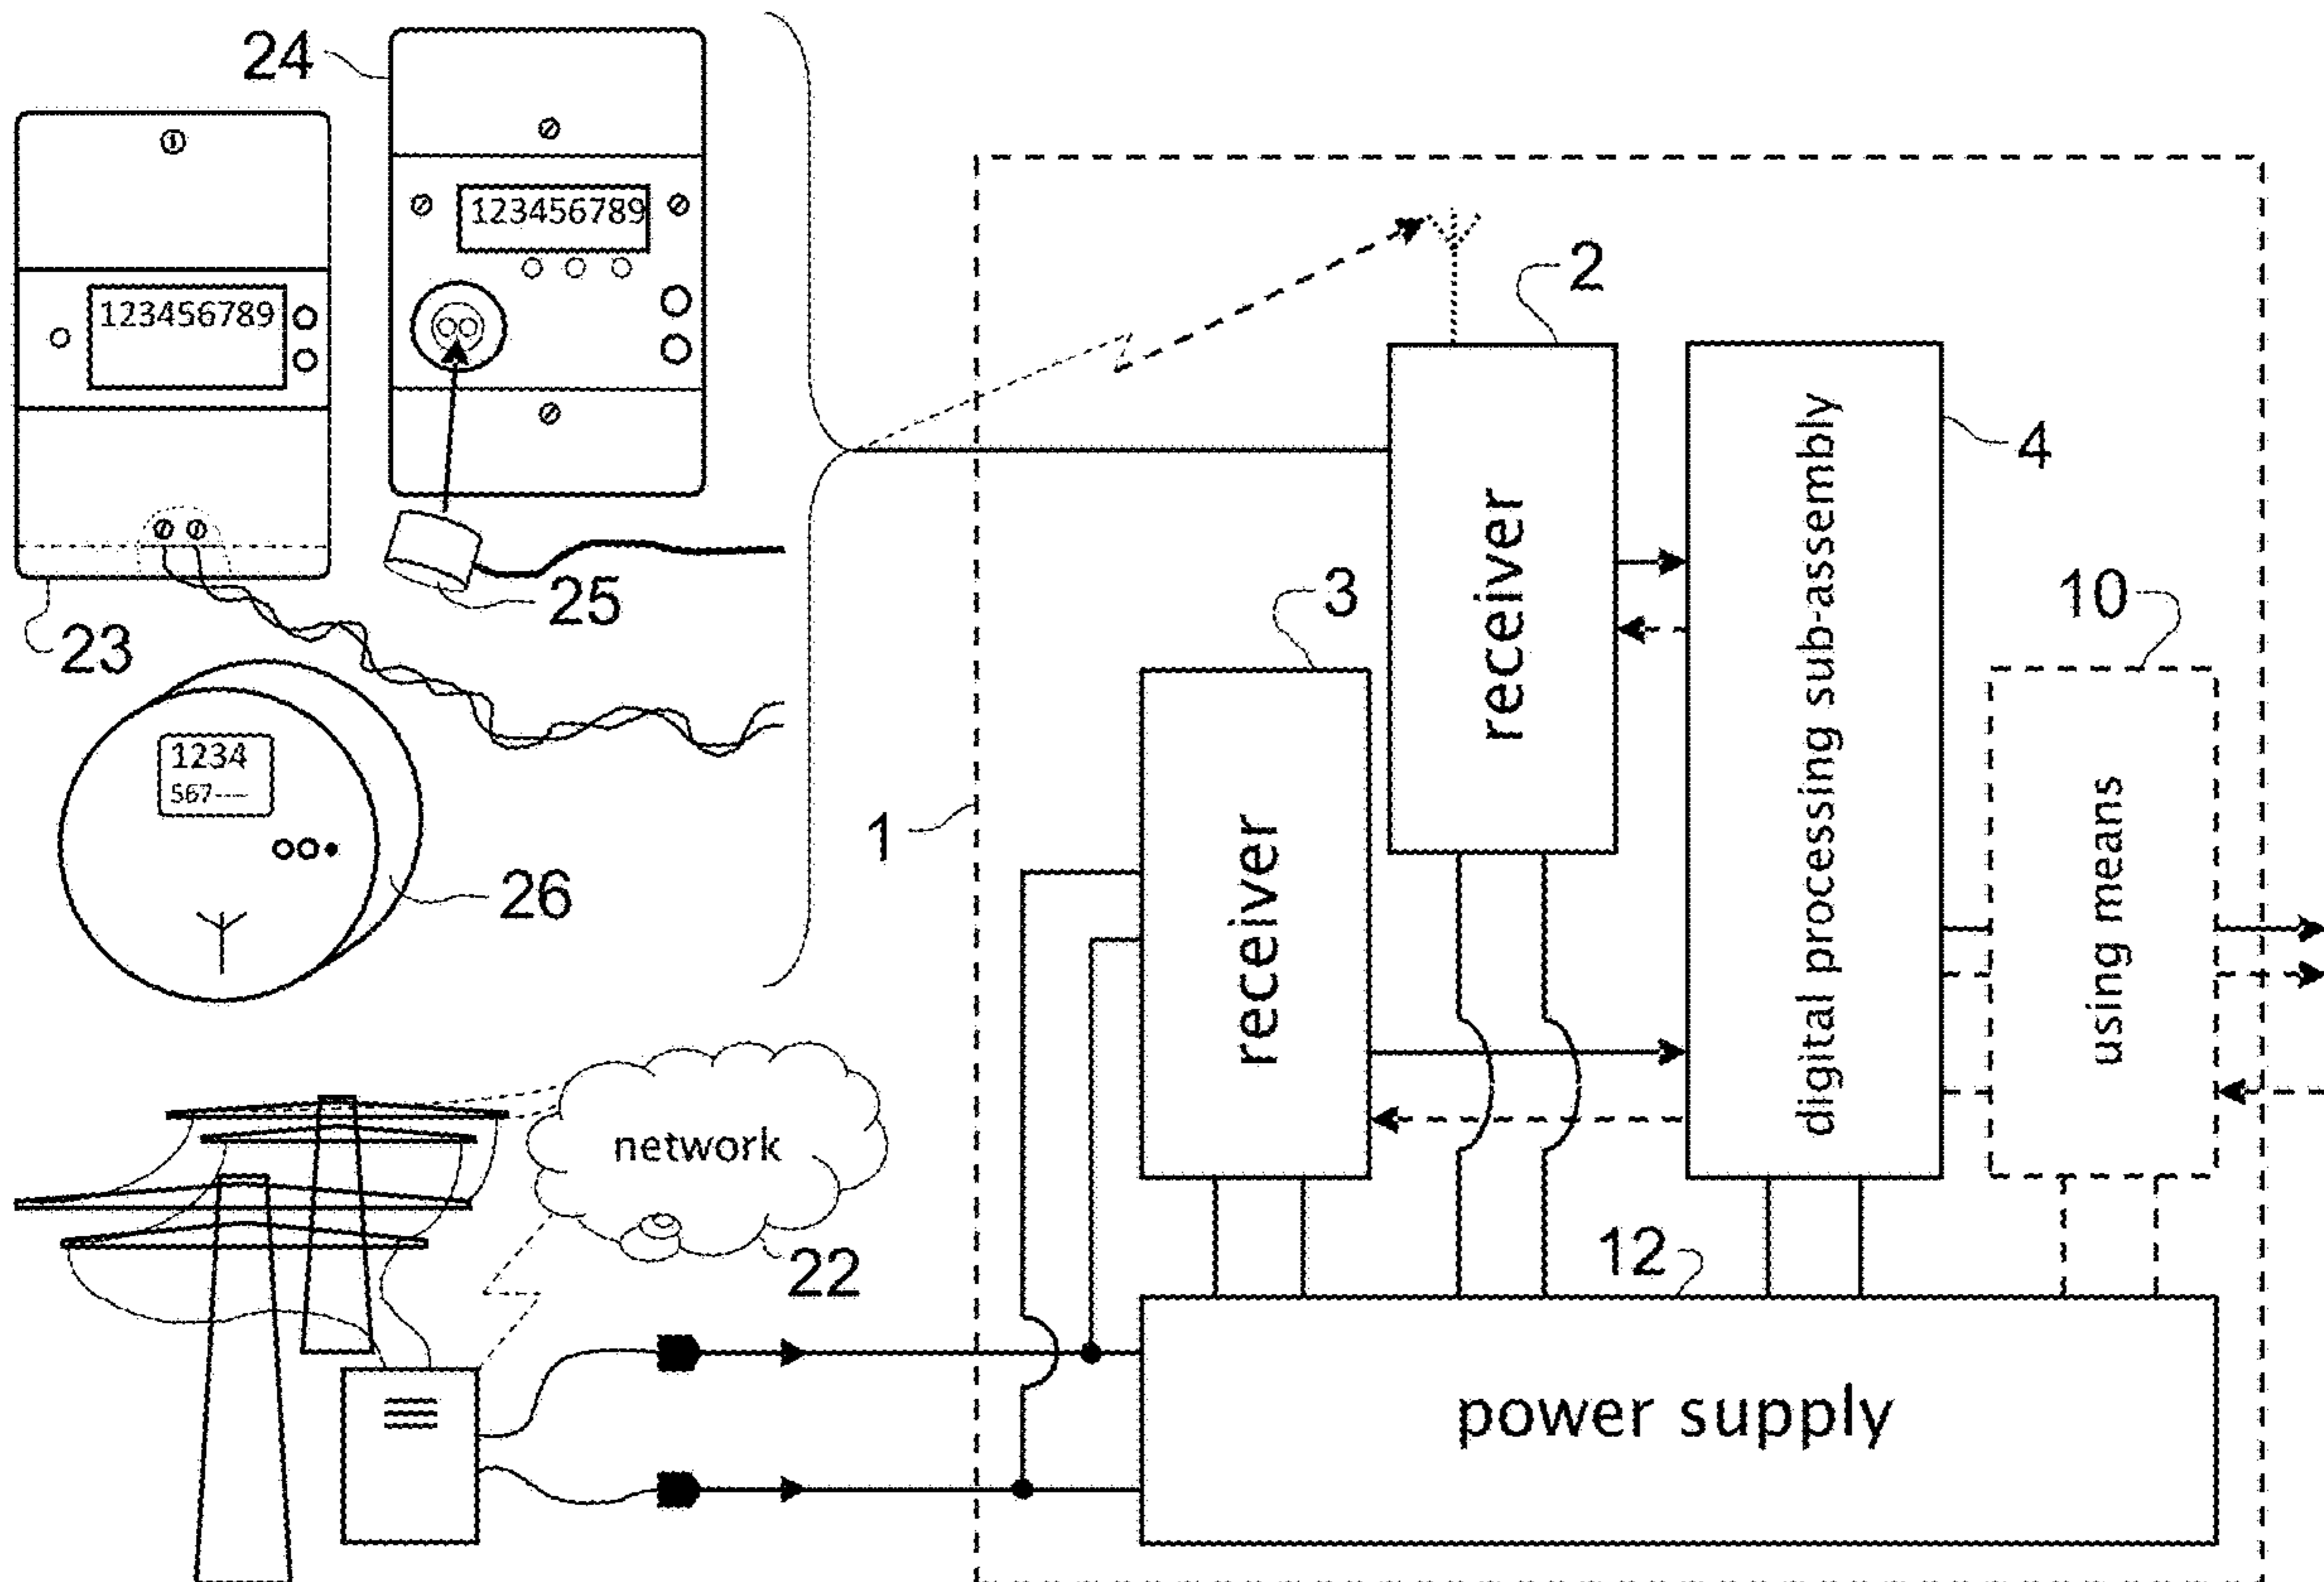 24
123456789
2
123456789
4
receiver
digital processing sub-assembly
25
3
10
23
1234
567----
1
receiver
using means
26
network
22
12
power supply